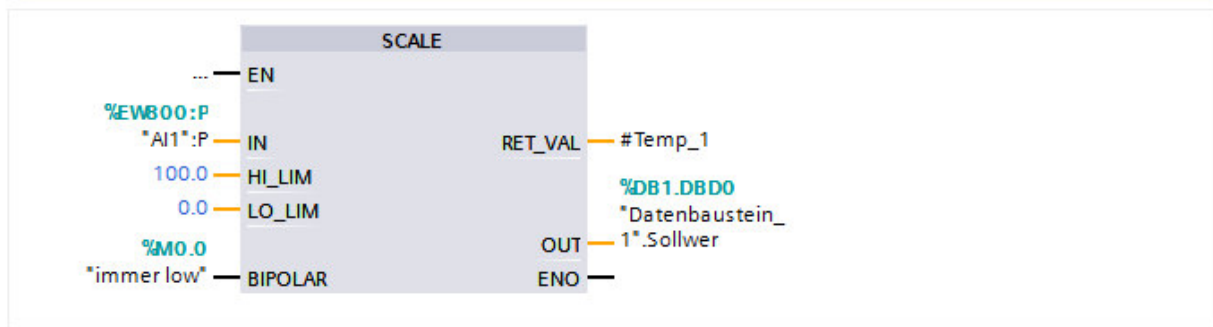 SCALE
...
EN
%EW800:P
"AI1":P
IN
RET_VAL
#Temp_1
100.0
HI_LIM
%DB1.DBD0
0.0
LO_LIM
"Datenbaustein_
1".Sollwer
%M0.0
OUT
"immer low"
BIPOLAR
ENO